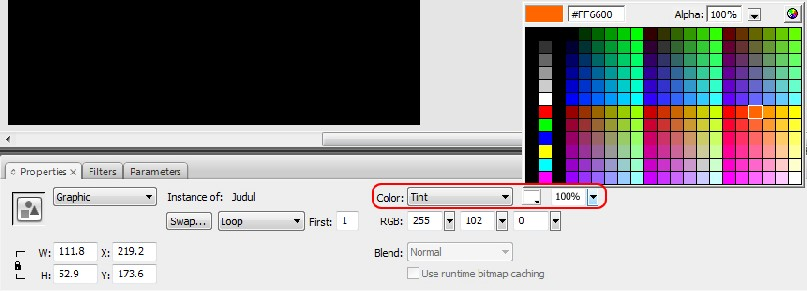 #FF6600 Alpha: 100%
Properties × Filters Parameters
Graphic Instance of: Judul Color: Tint 100%
Swap... Loop First: 1 RGB: 255 102 0
W: 111.8 X: 219.2 Blend: Normal
H: 52.9 Y: 173.6 Use runtime bitmap caching